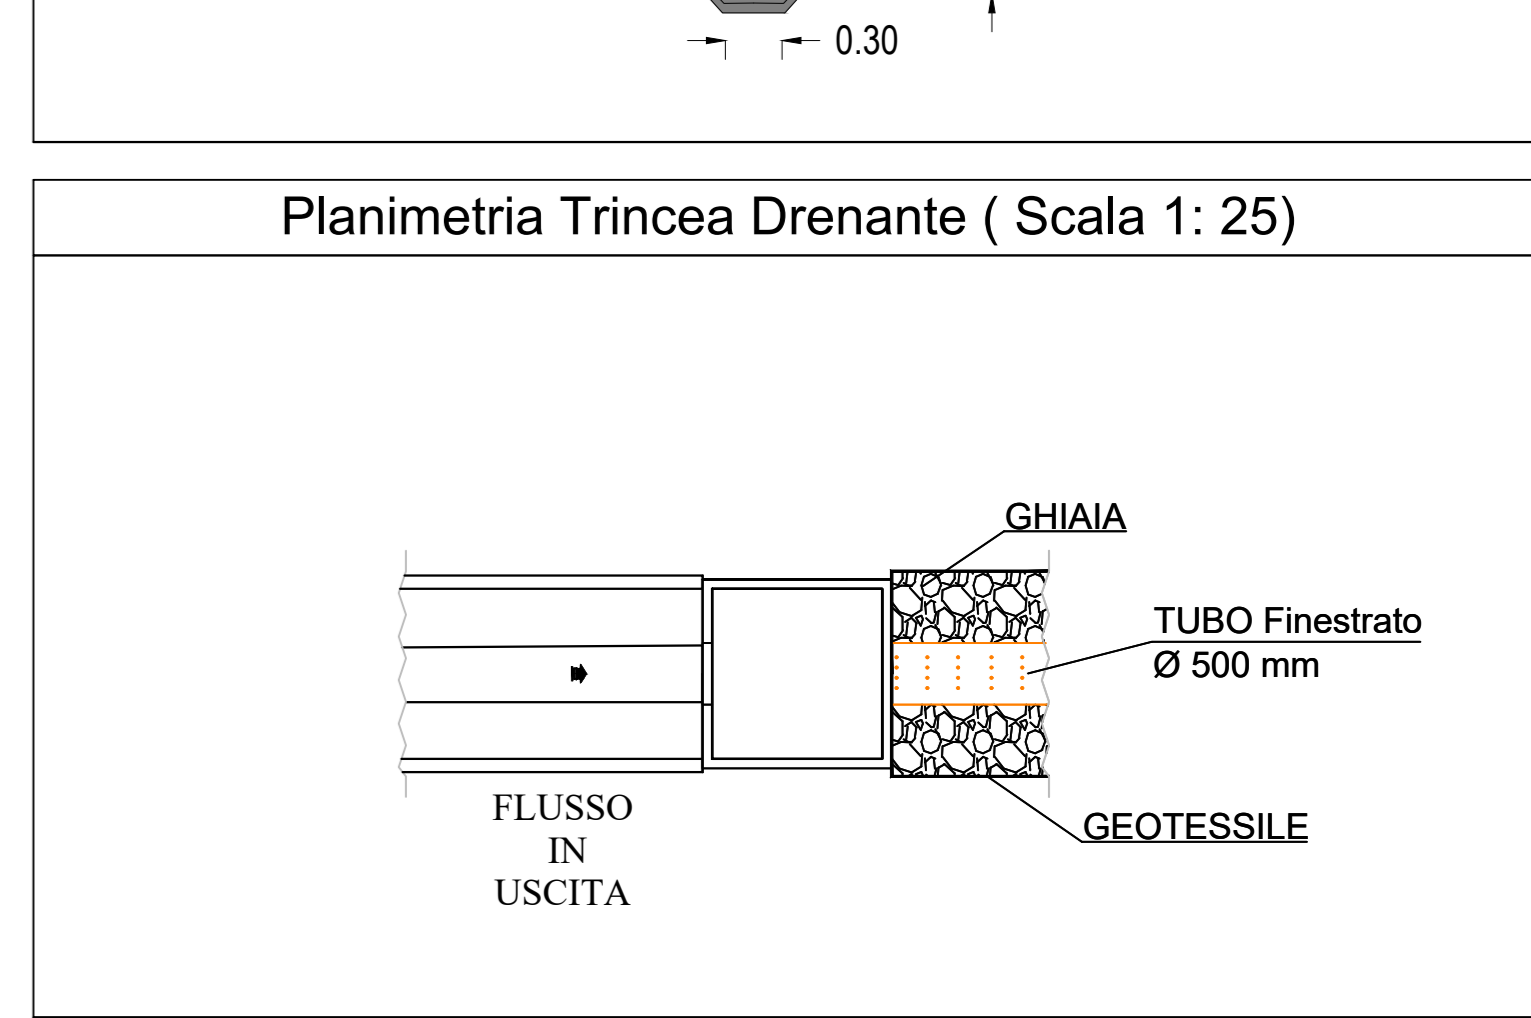 0.30
Planimetria Trincea Drenante ( Scala 1: 25)
GHIAIA
TUBO Finestrato
Ø 500 mm
GEOTESSILE
FLUSSO
IN
USCITA